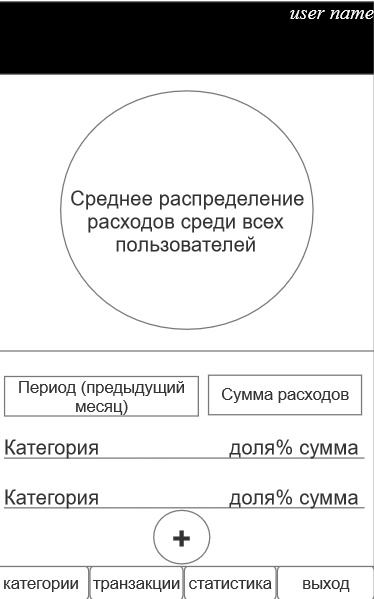 user name
Среднее распределение
расходов среди всех
пользователей
Период (предыдущий
месяц)
Сумма расходов
Категория доля% сумма
Категория доля% сумма
+
категории транзакции статистика выход